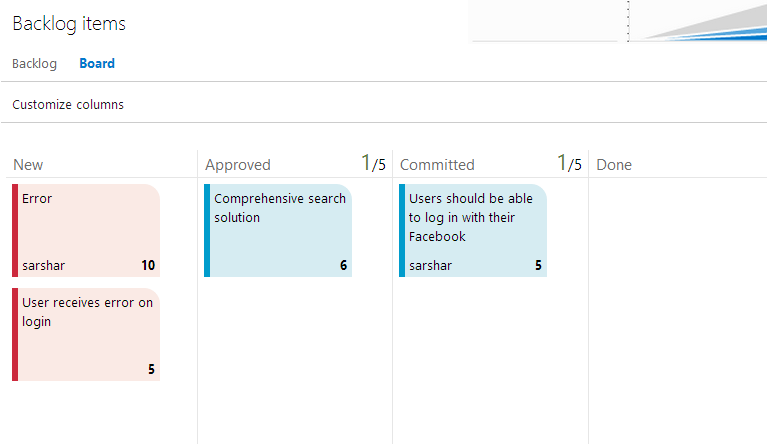 Backlog items
Backlog Board
Customize columns
New Approved 1/5 Committed 1/5 Done
Error
sarshar 10
User receives error on
login
5
Comprehensive search
solution
6
Users should be able
to log in with their
Facebook
sarshar 5